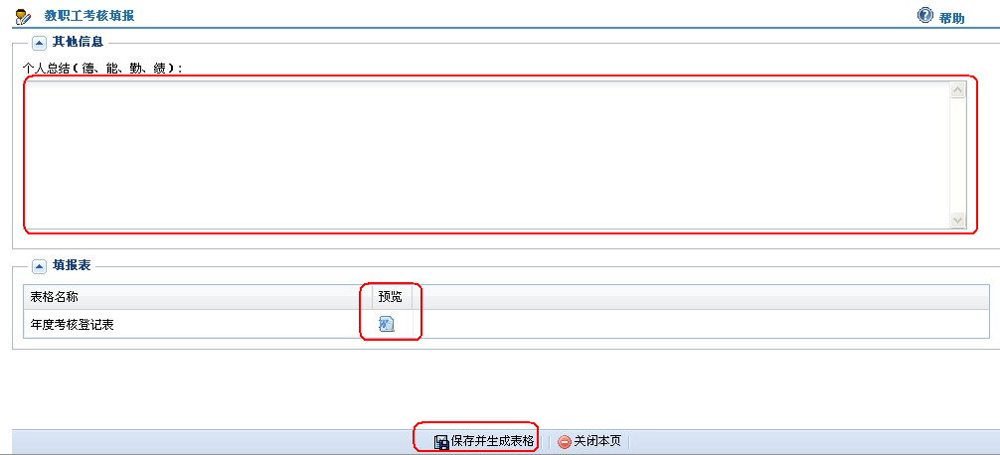 教职工考核填报 帮助
其他信息
个人总结(德、能、勤、绩):
填报表
表格名称 预览
年度考核登记表
保存并生成表格 关闭本页